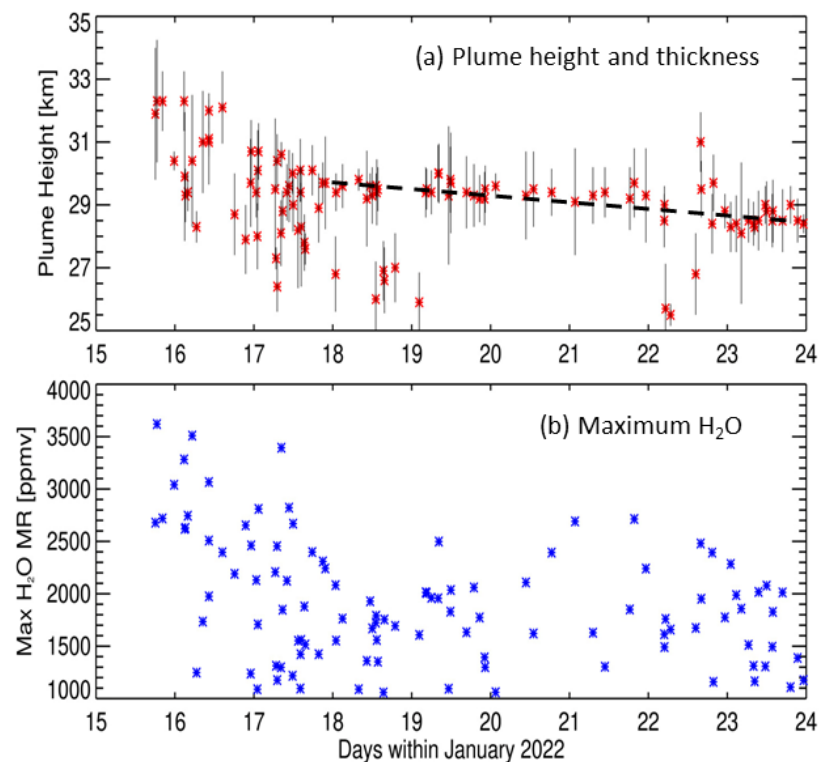 (a) Plume height and thickness
Plume Height [km]
35
33
31
29
27
25
15 16 17 18 19 20 21 22 23 24
(b) Maximum H₂O
Max H₂O MR [ppmv]
4000
3500
3000
2500
2000
1500
1000
15 16 17 18 19 20 21 22 23 24
Days within January 2022